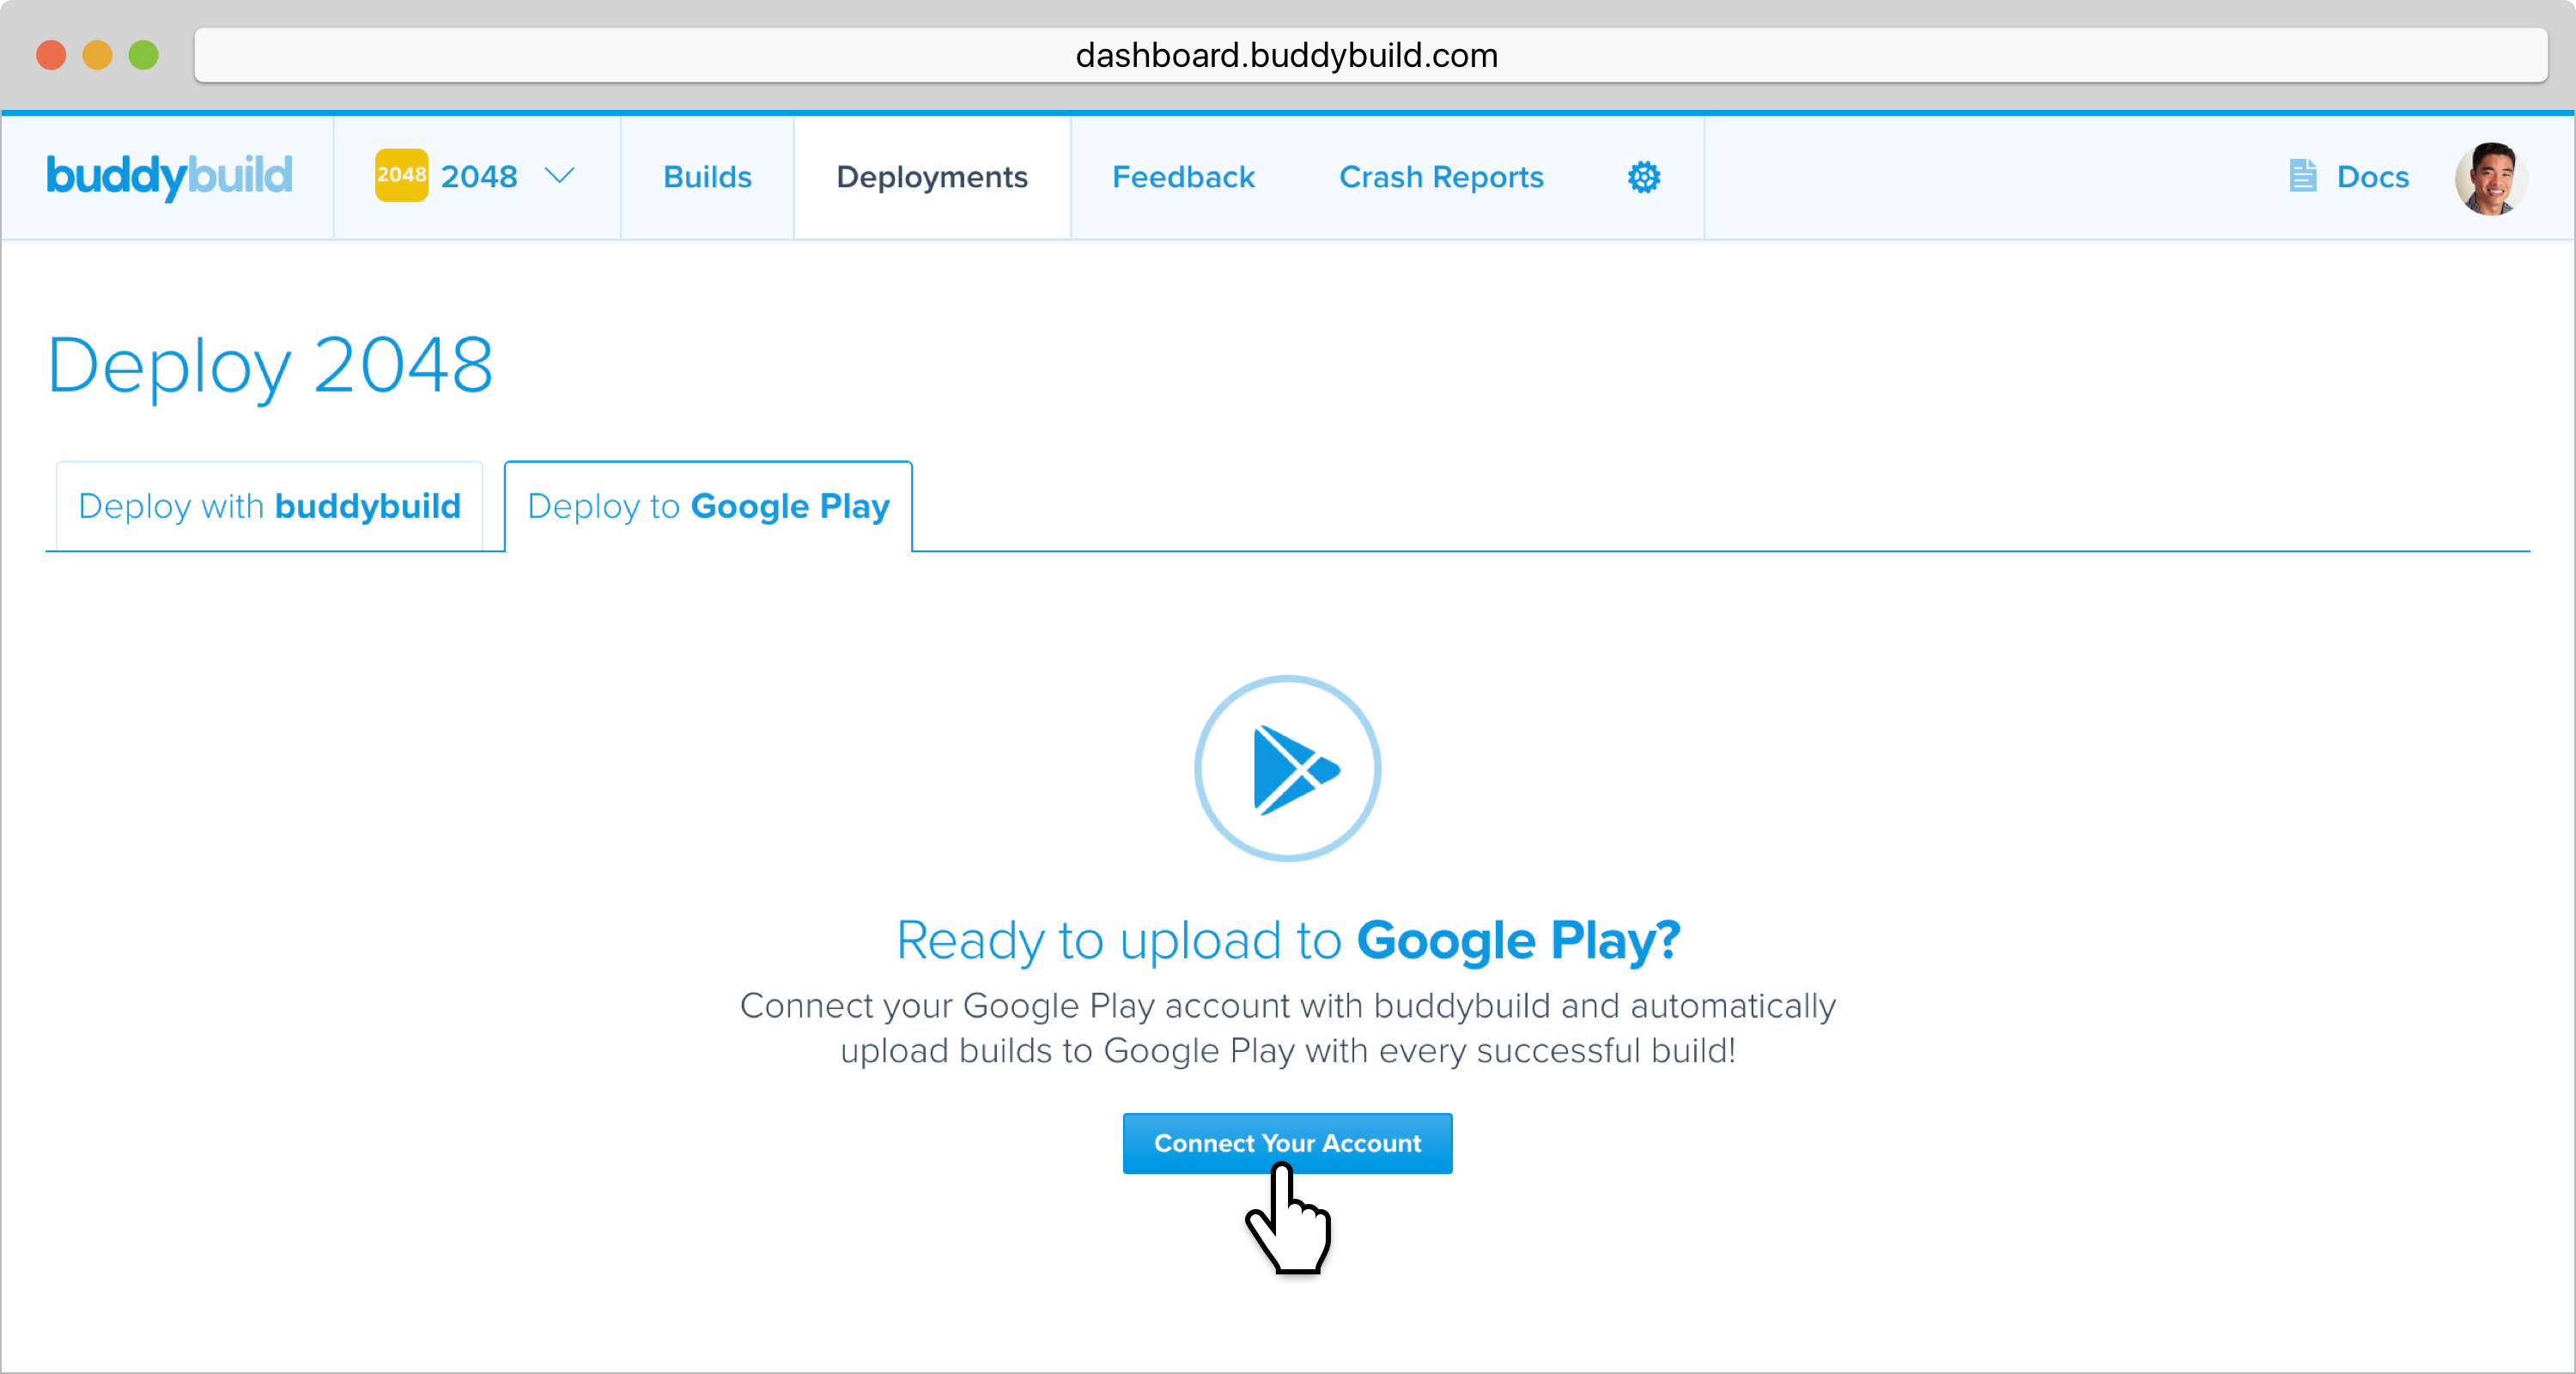 dashboard.buddybuild.com
buddybuild
2048
2048
Builds
Deployments
Feedback
Crash Reports
Docs
Deploy 2048
Deploy with buddybuild
Deploy to Google Play
Ready to upload to Google Play?
Connect your Google Play account with buddybuild and automatically
upload builds to Google Play with every successful build!
Connect Your Account